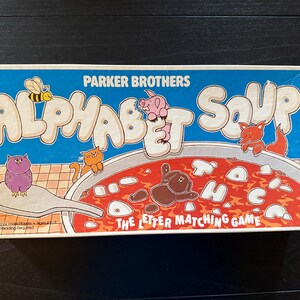 PARKER BROTHERS
ALPHABET SOUP
THE LETTER MATCHING GAME